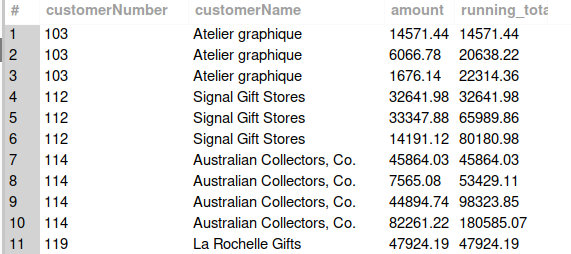 # customerNumber customerName amount running_tota
1 103 Atelier graphique 14571.44 14571.44
2 103 Atelier graphique 6066.78 20638.22
3 103 Atelier graphique 1676.14 22314.36
4 112 Signal Gift Stores 32641.98 32641.98
5 112 Signal Gift Stores 33347.88 65989.86
6 112 Signal Gift Stores 14191.12 80180.98
7 114 Australian Collectors, Co. 45864.03 45864.03
8 114 Australian Collectors, Co. 7565.08 53429.11
9 114 Australian Collectors, Co. 44894.74 98323.85
10 114 Australian Collectors, Co. 82261.22 180585.07
11 119 La Rochelle Gifts 47924.19 47924.19